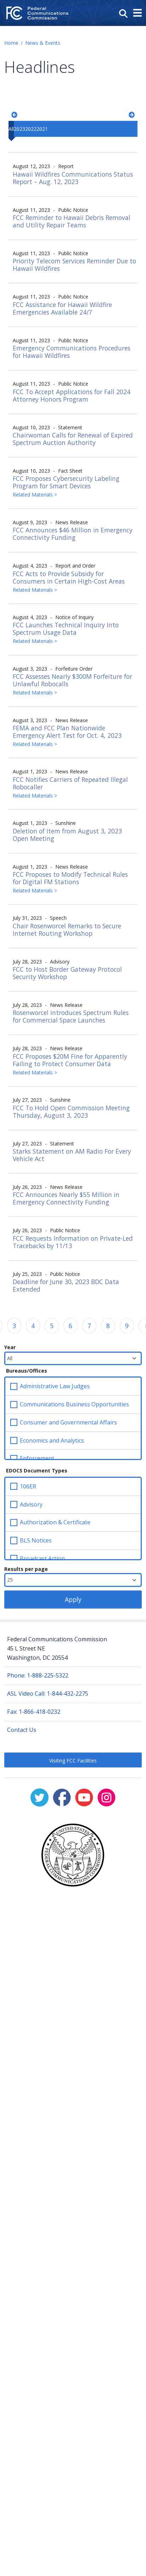 FC
Federal
Communications
Commission
Home / News & Events
Headlines
All2023202222021
August 12, 2023 - Report
Hawaii Wildfires Communications Status
Report – Aug. 12, 2023
August 11, 2023 - Public Notice
FCC Reminder to Hawaii Debris Removal
and Utility Repair Teams
August 11, 2023 - Public Notice
Priority Telecom Services Reminder Due to
Hawaii Wildfires
August 11, 2023 - Public Notice
FCC Assistance for Hawaii Wildfire
Emergencies Available 24/7
August 11, 2023 - Public Notice
Emergency Communications Procedures
for Hawaii Wildfires
August 11, 2023 - Public Notice
FCC To Accept Applications for Fall 2024
Attorney Honors Program
August 10, 2023 - Statement
Chairwoman Calls for Renewal of Expired
Spectrum Auction Authority
August 10, 2023 - Fact Sheet
FCC Proposes Cybersecurity Labeling
Program for Smart Devices
Related Materials >
August 9, 2023 - News Release
FCC Announces $46 Million in Emergency
Connectivity Funding
August 4, 2023 - Report and Order
FCC Acts to Provide Subsidy for
Consumers in Certain High-Cost Areas
Related Materials >
August 4, 2023 - Notice of Inquiry
FCC Launches Technical Inquiry Into
Spectrum Usage Data
Related Materials >
August 3, 2023 - Forfeiture Order
FCC Assesses Nearly $300M Forfeiture for
Unlawful Robocalls
Related Materials >
August 3, 2023 - News Release
FEMA and FCC Plan Nationwide
Emergency Alert Test for Oct. 4, 2023
Related Materials >
August 1, 2023 - News Release
FCC Notifies Carriers of Repeated Illegal
Robocaller
Related Materials >
August 1, 2023 - Sunshine
Deletion of Item from August 3, 2023
Open Meeting
August 1, 2023 - News Release
FCC Proposes to Modify Technical Rules
for Digital FM Stations
Related Materials >
July 31, 2023 - Speech
Chair Rosenworcel Remarks to Secure
Internet Routing Workshop
July 28, 2023 - Advisory
FCC to Host Border Gateway Protocol
Security Workshop
July 28, 2023 - News Release
Rosenworcel Introduces Spectrum Rules
for Commercial Space Launches
July 28, 2023 - News Release
FCC Proposes $20M Fine for Apparently
Failing to Protect Consumer Data
Related Materials >
July 27, 2023 - Sunshine
FCC To Hold Open Commission Meeting
Thursday, August 3, 2023
July 27, 2023 - Statement
Starks Statement on AM Radio For Every
Vehicle Act
July 26, 2023 - News Release
FCC Announces Nearly $55 Million in
Emergency Connectivity Funding
July 26, 2023 - Public Notice
FCC Requests Information on Private-Led
Tracebacks by 11/13
July 25, 2023 - Public Notice
Deadline for June 30, 2023 BDC Data
Extended
3 4 5 6 7 8 9
Year
All
Bureaus/Offices
Administrative Law Judges
Communications Business Opportunities
Consumer and Governmental Affairs
Economics and Analytics
Enforcement
EDOCS Document Types
106ER
Advisory
Authorization & Certificate
BLS Notices
Broadcast Action
Results per page
25
Apply
Federal Communications Commission
45 L Street NE
Washington, DC 20554
Phone: 1-888-225-5322
ASL Video Call: 1-844-432-2275
Fax: 1-866-418-0232
Contact Us
Visiting FCC Facilities